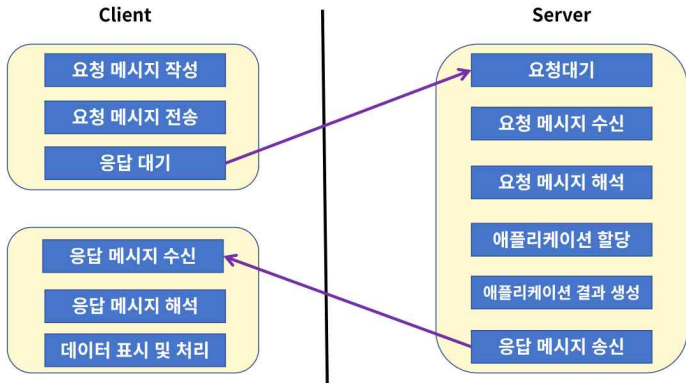 Client
요청 메시지 작성
요청 메시지 전송
응답 대기
응답 메시지 수신
응답 메시지 해석
데이터 표시 및 처리
Server
요청대기
요청 메시지 수신
요청 메시지 해석
애플리케이션 할당
애플리케이션 결과 생성
응답 메시지 송신